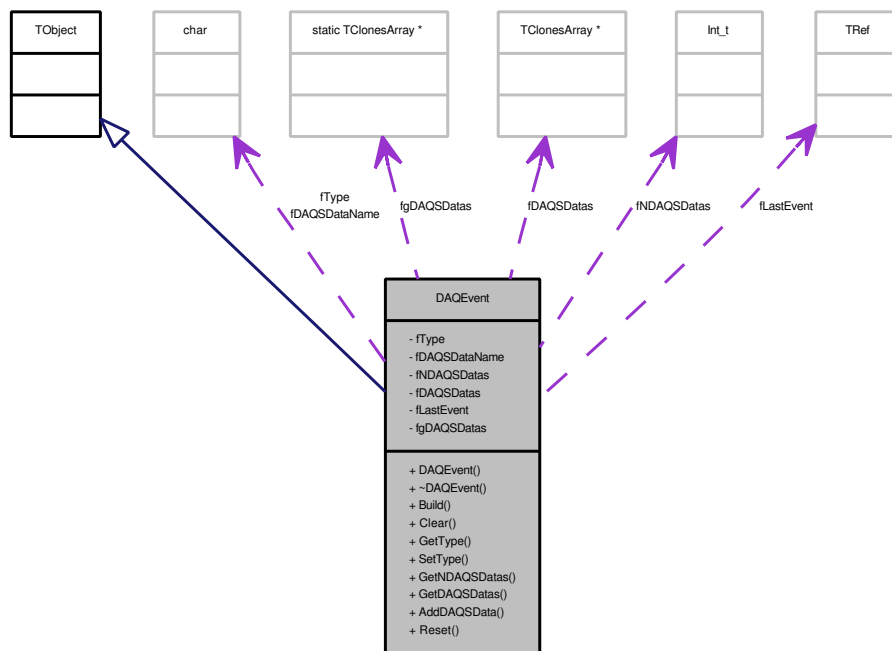 TObject
char
static TClonesArray *
TClonesArray *
Int_t
TRef
fType
fDAQSDataName
fgDAQSDatas
fDAQSDatas
fNDAQSDatas
fLastEvent
DAQEvent
- fType
- fDAQSDataName
- fNDAQSDatas
- fDAQSDatas
- fLastEvent
- fgDAQSDatas
+ DAQEvent()
+ ~DAQEvent()
+ Build()
+ Clear()
+ GetType()
+ SetType()
+ GetNDAQSDatas()
+ GetDAQSDatas()
+ AddDAQSData()
+ Reset()